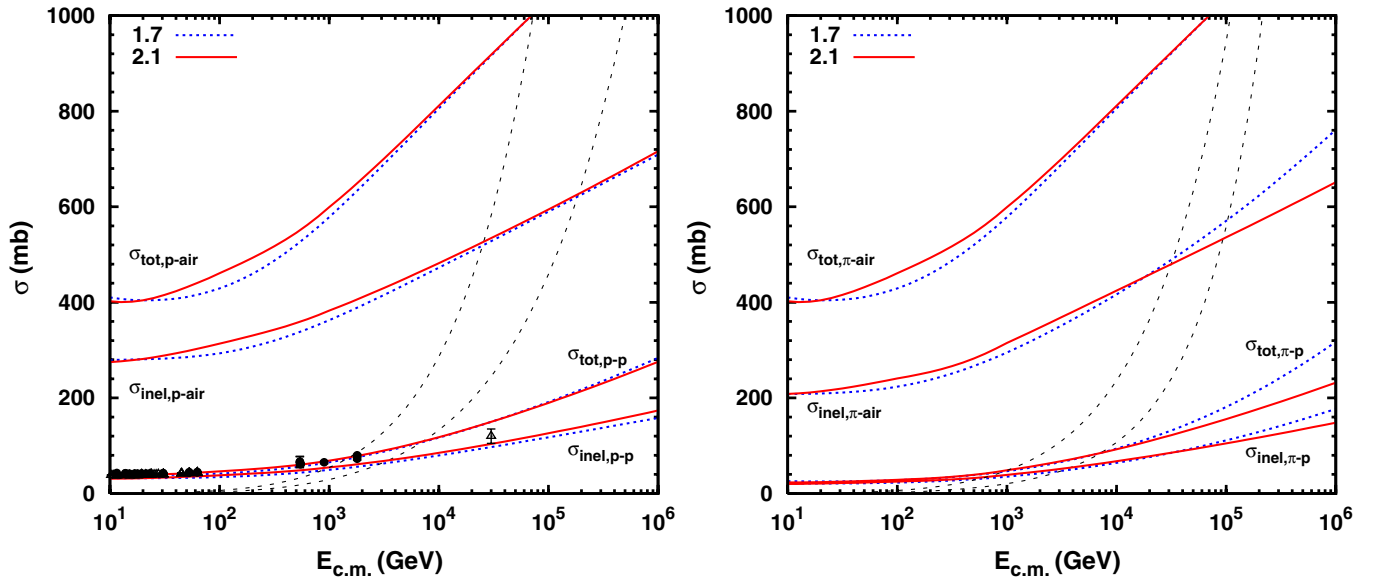 1000
800
600
400
200
0
σ (mb)
1.7
2.1
σtot,p-air
σinel,p-air
σtot,p-p
σinel,p-p
10^1 10^2 10^3 10^4 10^5 10^6
Ec.m. (GeV)
1000
800
600
400
200
0
σ (mb)
1.7
2.1
σtot,π-air
σinel,π-air
σtot,π-p
σinel,π-p
10^1 10^2 10^3 10^4 10^5 10^6
Ec.m. (GeV)